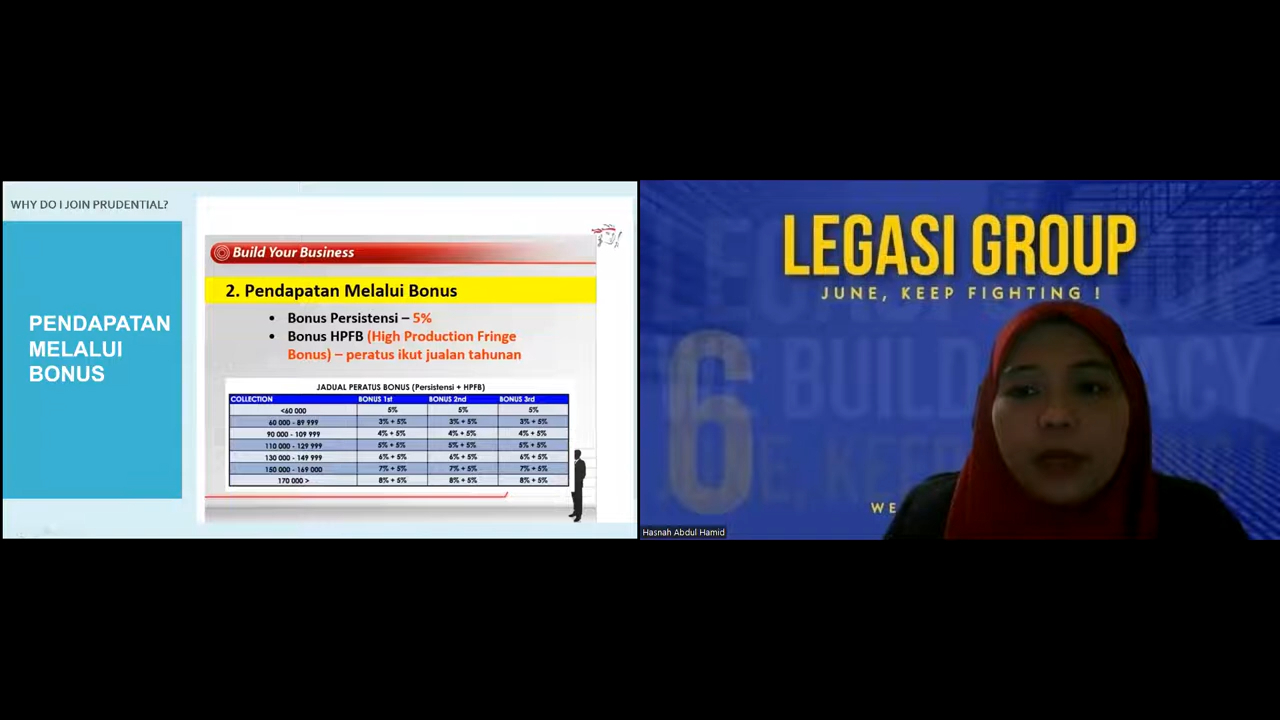 WHY DO I JOIN PRUDENTIAL?
PENDAPATAN
MELALUI
BONUS
Build Your Business
2. Pendapatan Melalui Bonus
• Bonus Persistensi – 5%
• Bonus HPFB (High Production Fringe
Bonus) – peratus ikut jualan tahunan
JADUAL PERATUS BONUS (Persistensi + HPFB)
COLLECTION BONUS 1st BONUS 2nd BONUS 3rd
<60 000 5% 5% 5%
60 000 - 89 999 3% + 5% 3% + 5% 3% + 5%
90 000 - 109 999 4% + 5% 4% + 5% 4% + 5%
110 000 - 129 999 5% + 5% 5% + 5% 5% + 5%
130 000 - 149 999 6% + 5% 6% + 5% 6% + 5%
150 000 - 169 000 7% + 5% 7% + 5% 7% + 5%
170 000 > 8% + 5% 8% + 5% 8% + 5%
LEGASI GROUP
JUNE, KEEP FIGHTING !
6
WE
Hasnah Abdul Hamid